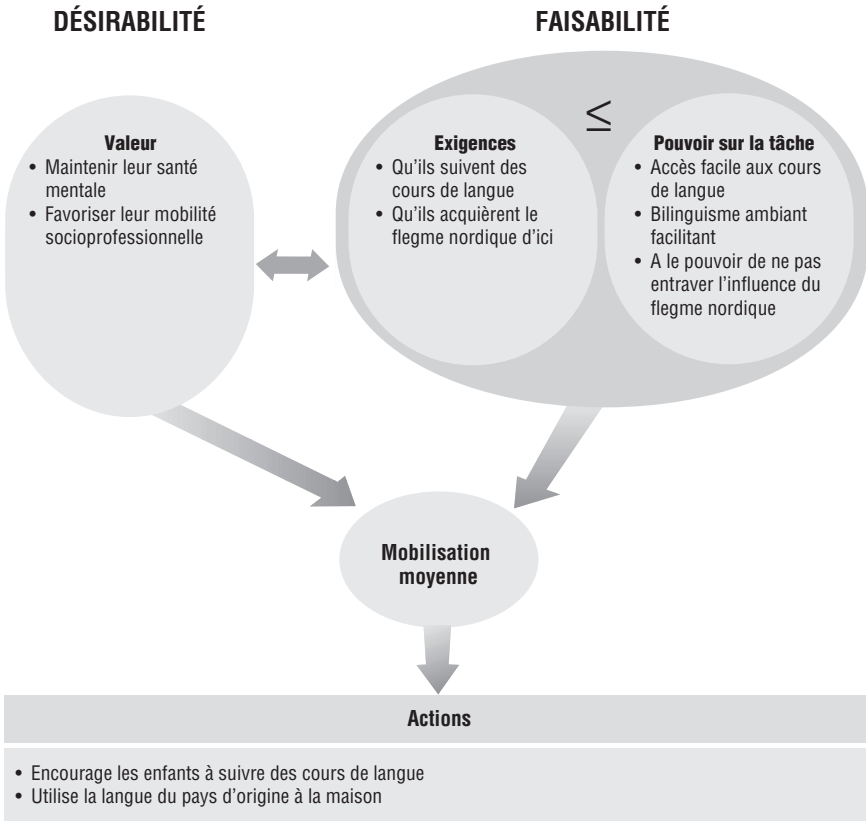 DÉSIRABILITÉ
FAISABILITÉ
Valeur
• Maintenir leur santé
mentale
• Favoriser leur mobilité
socioprofessionnelle
≤
Exigences
• Qu'ils suivent des
cours de langue
• Qu'ils acquièrent le
flegme nordique d'ici
Pouvoir sur la tâche
• Accès facile aux cours
de langue
• Bilinguisme ambiant
facilitant
• A le pouvoir de ne pas
entraver l'influence du
flegme nordique
Mobilisation
moyenne
Actions
• Encourage les enfants à suivre des cours de langue
• Utilise la langue du pays d'origine à la maison